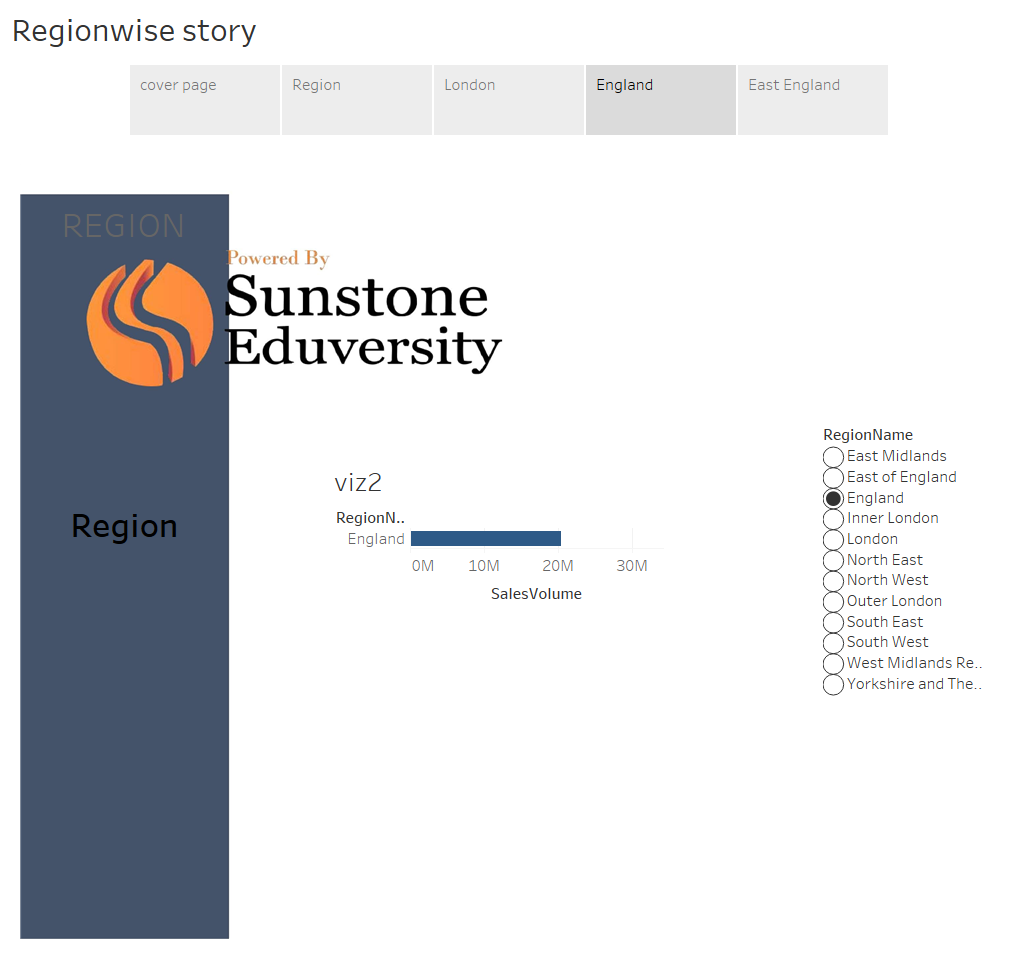 Regionwise story
cover page
Region
London
England
East England
REGION
Powered By
Sunstone
Eduversity
Region
viz2
RegionN..
England
0M 10M 20M 30M
SalesVolume
RegionName
East Midlands
East of England
England
Inner London
London
North East
North West
Outer London
South East
South West
West Midlands Re..
Yorkshire and The..